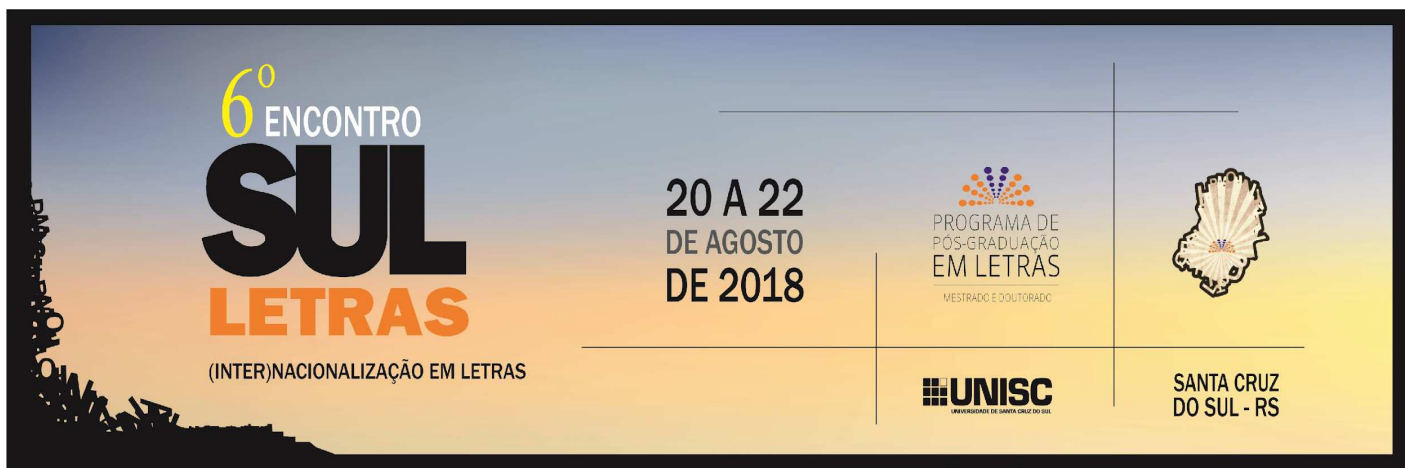 6º ENCONTRO
SUL
LETRAS
(INTER)NACIONALIZAÇÃO EM LETRAS
20 A 22
DE AGOSTO
DE 2018
PROGRAMA DE
PÓS-GRADUAÇÃO
EM LETRAS
MESTRADO E DOUTORADO
UNISC
UNIVERSIDADE DE SANTA CRUZ DO SUL
SANTA CRUZ
DO SUL - RS